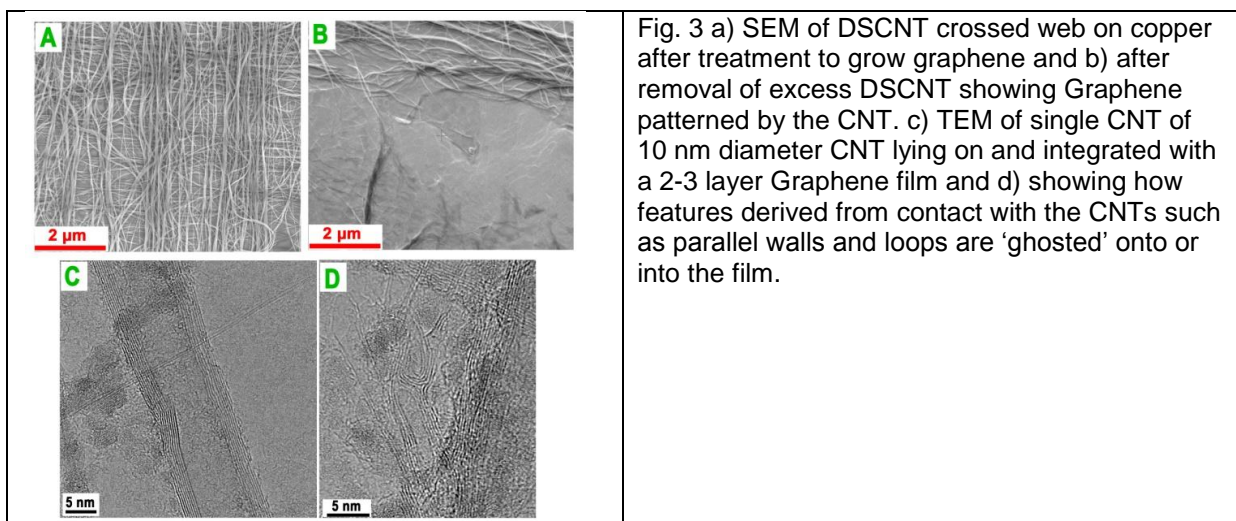 A
B
2 µm
2 µm
C
D
5 nm
5 nm
Fig. 3 a) SEM of DSCNT crossed web on copper
after treatment to grow graphene and b) after
removal of excess DSCNT showing Graphene
patterned by the CNT. c) TEM of single CNT of
10 nm diameter CNT lying on and integrated with
a 2-3 layer Graphene film and d) showing how
features derived from contact with the CNTs such
as parallel walls and loops are ‘ghosted’ onto or
into the film.